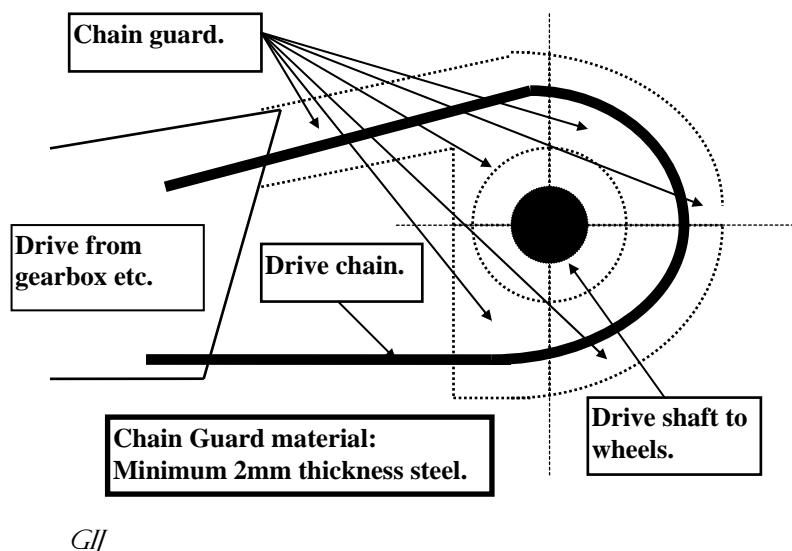 Chain guard.
Drive from
gearbox etc.
Drive chain.
Drive shaft to
wheels.
Chain Guard material:
Minimum 2mm thickness steel.